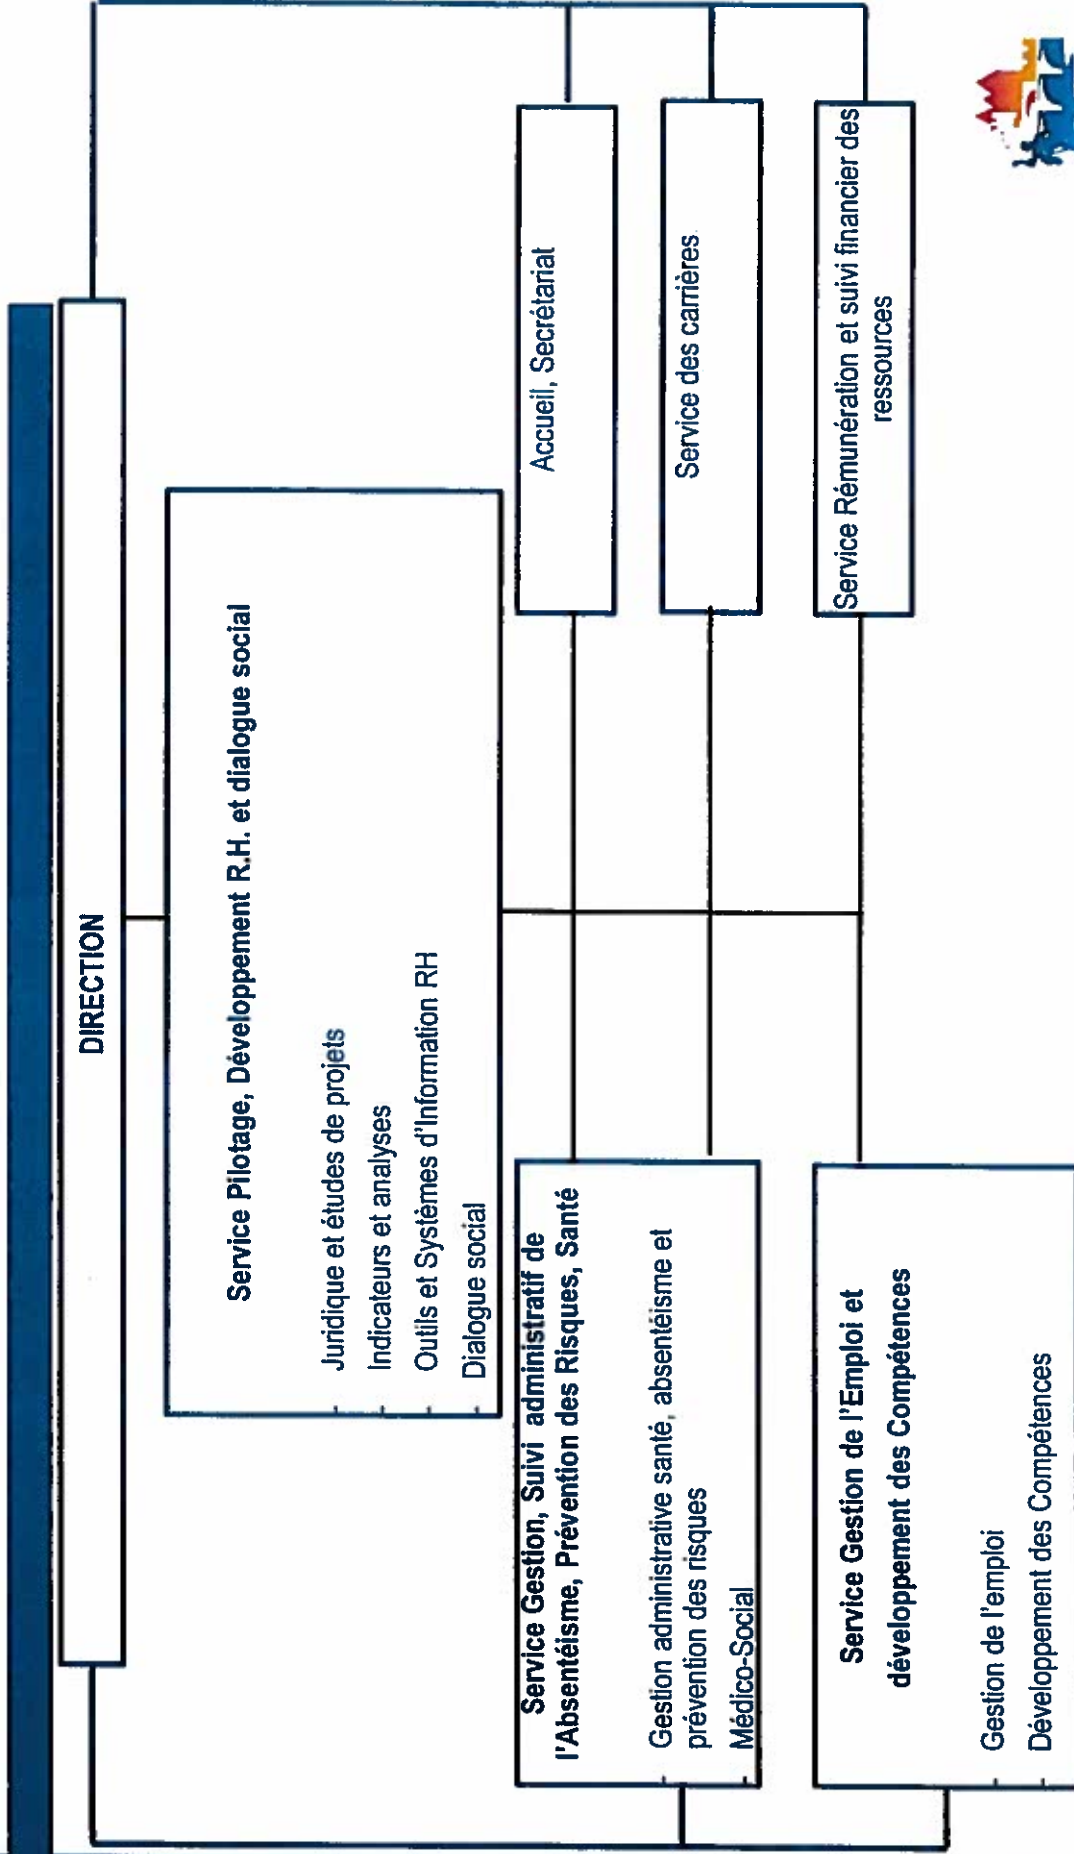 DIRECTION
Service Pilotage, Développement R.H. et dialogue social
Juridique et études de projets
Indicateurs et analyses
Outils et Systèmes d'Information RH
Dialogue social
Service Gestion, Suivi administratif de
l'Absentéisme, Prévention des Risques, Santé
Gestion administrative santé, absentéisme et
prévention des risques
Médico-Social
Service Gestion de l'Emploi et
développement des Compétences
Gestion de l'emploi
Développement des Compétences
Accueil, Secrétariat
Service des carrières
Service Rémunération et suivi financier des
ressources